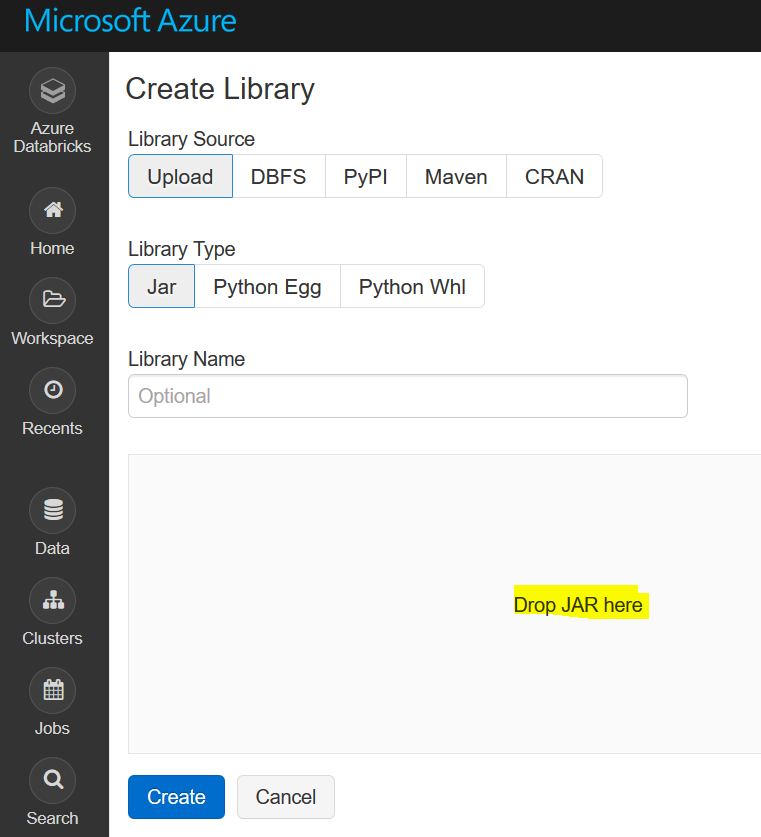 Microsoft Azure
Azure
Databricks
Home
Workspace
Recents
Data
Clusters
Jobs
Search
Create Library
Library Source
Upload DBFS PyPI Maven CRAN
Library Type
Jar Python Egg Python Whl
Library Name
Optional
Drop JAR here
Create Cancel